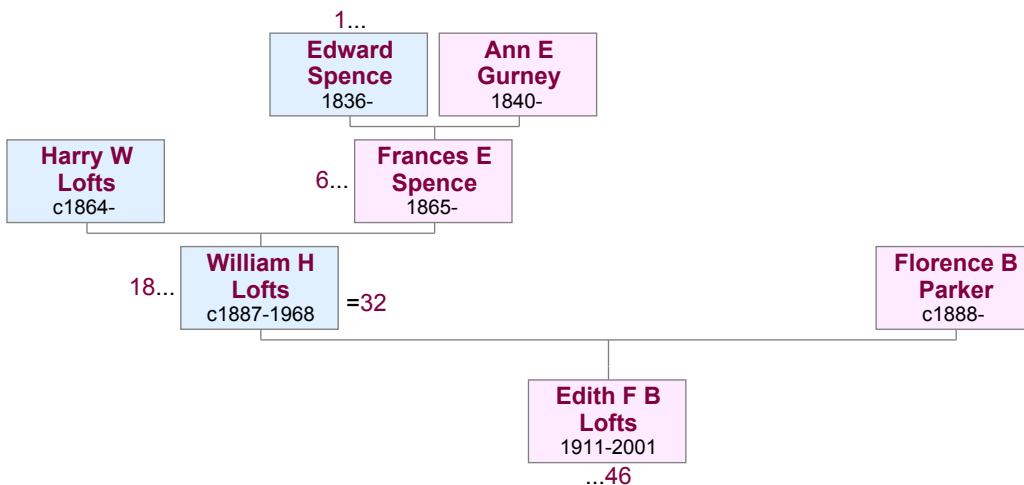 1...
Edward
Spence
1836-
Ann E
Gurney
1840-
Harry W
Lofts
c1864-
6...
Frances E
Spence
1865-
18...
William H
Lofts
c1887-1968
=32
Florence B
Parker
c1888-
Edith F B
Lofts
1911-2001
...46